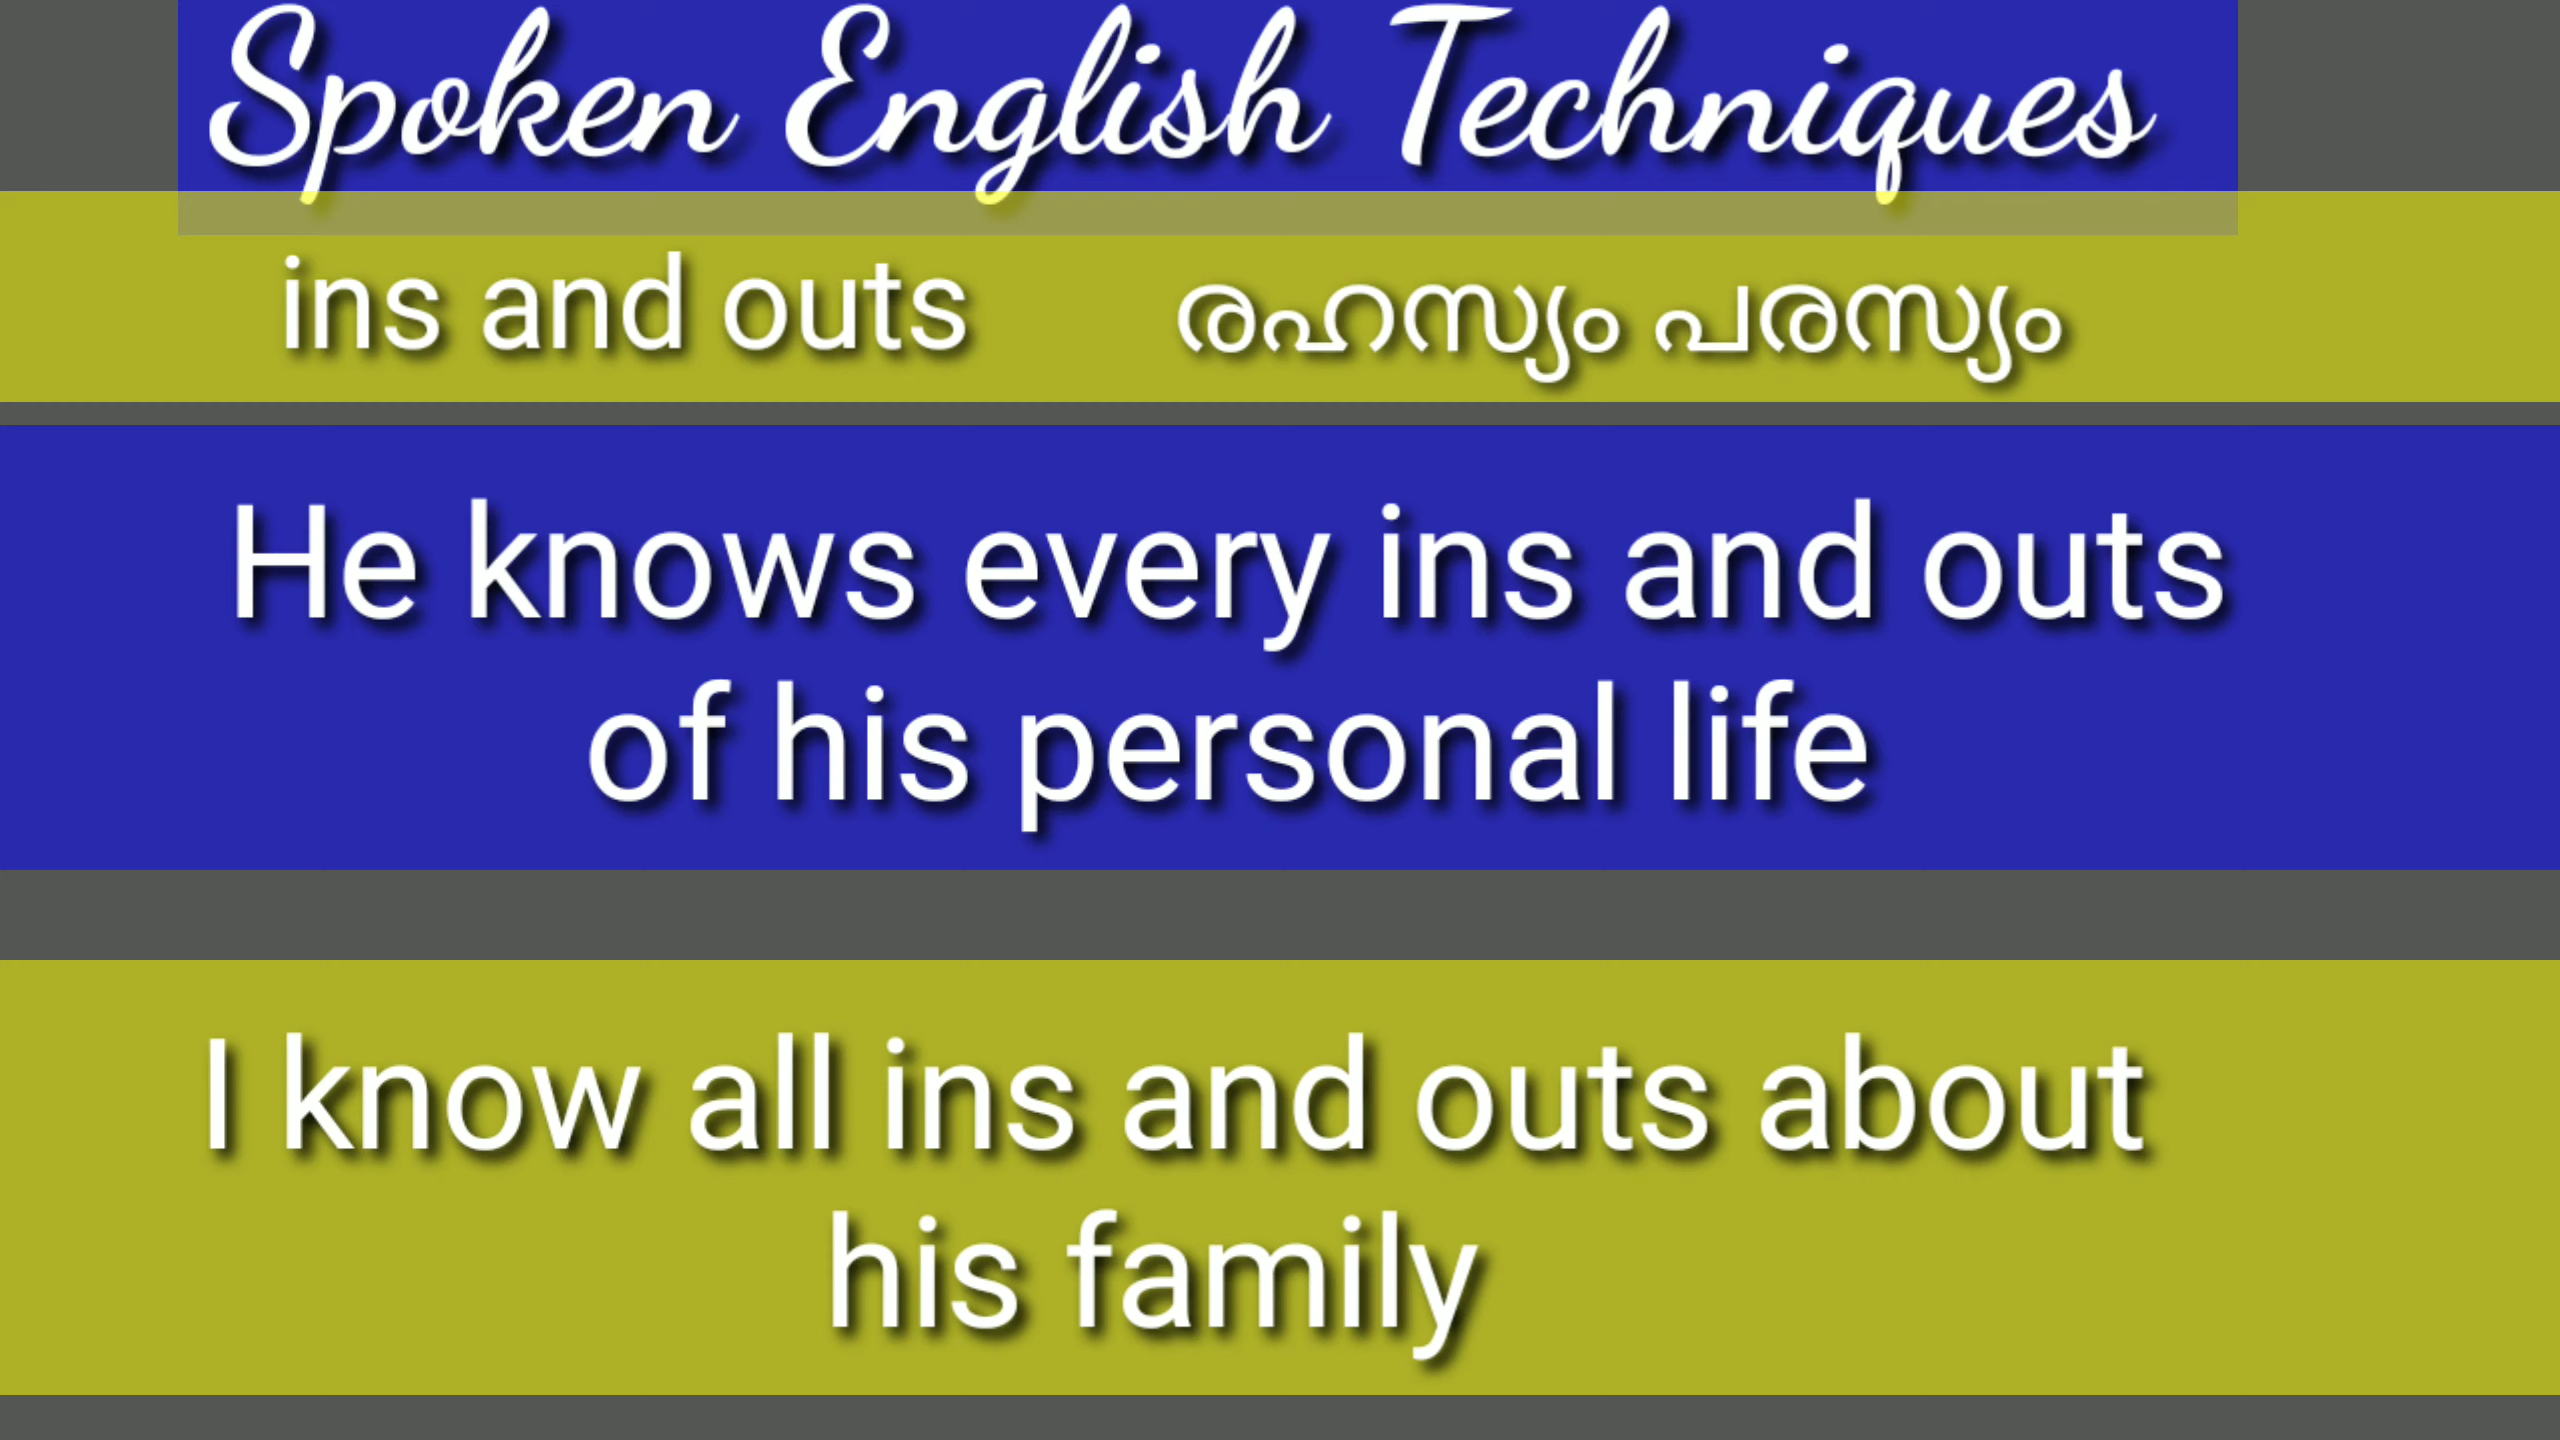 Spoken English Techniques
ins and outs രഹസ്യം പരസ്യം
He knows every ins and outs
of his personal life
I know all ins and outs about
his family